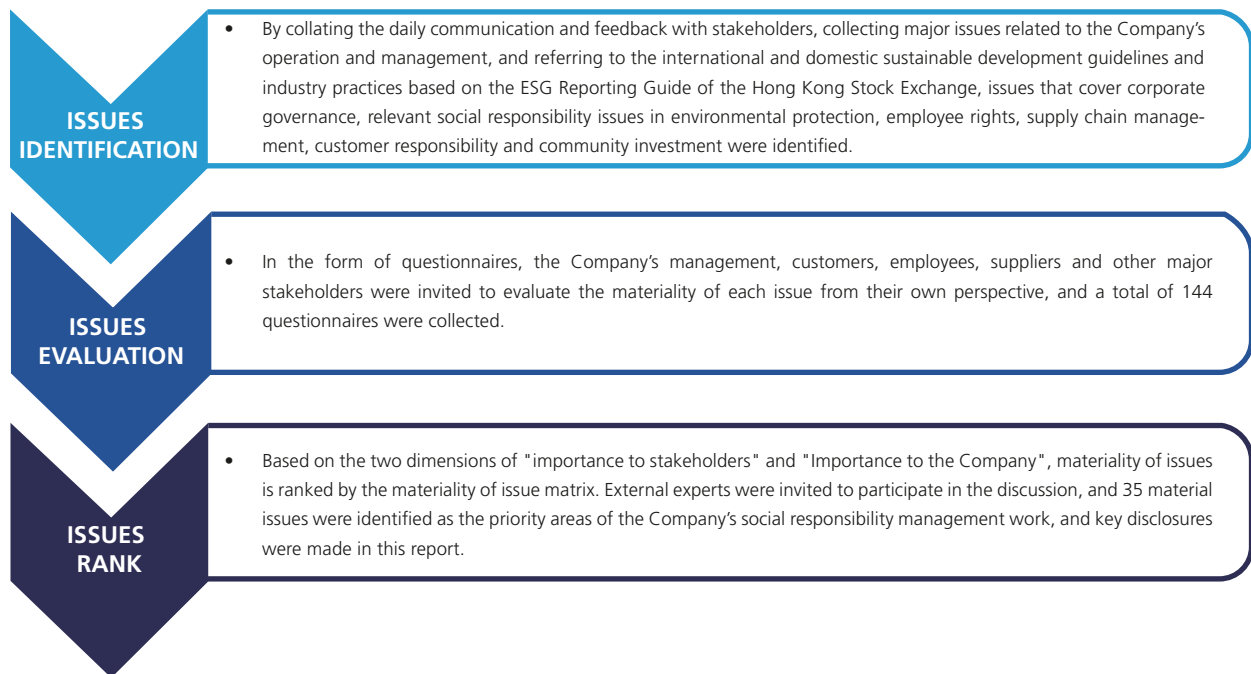 • By collating the daily communication and feedback with stakeholders, collecting major issues related to the Company's
operation and management, and referring to the international and domestic sustainable development guidelines and
industry practices based on the ESG Reporting Guide of the Hong Kong Stock Exchange, issues that cover corporate
governance, relevant social responsibility issues in environmental protection, employee rights, supply chain manage-
ment, customer responsibility and community investment were identified.
ISSUES
IDENTIFICATION
• In the form of questionnaires, the Company's management, customers, employees, suppliers and other major
stakeholders were invited to evaluate the materiality of each issue from their own perspective, and a total of 144
questionnaires were collected.
ISSUES
EVALUATION
• Based on the two dimensions of "importance to stakeholders" and "Importance to the Company", materiality of issues
is ranked by the materiality of issue matrix. External experts were invited to participate in the discussion, and 35 material
issues were identified as the priority areas of the Company's social responsibility management work, and key disclosures
were made in this report.
ISSUES
RANK